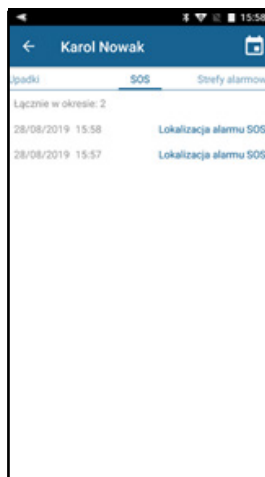 15:58
Karol Nowak
Upadki SOS Strefy alarmow
Łącznie w okresie: 2
28/08/2019 15:58 Lokalizacja alarmu SOS
28/08/2019 15:57 Lokalizacja alarmu SOS